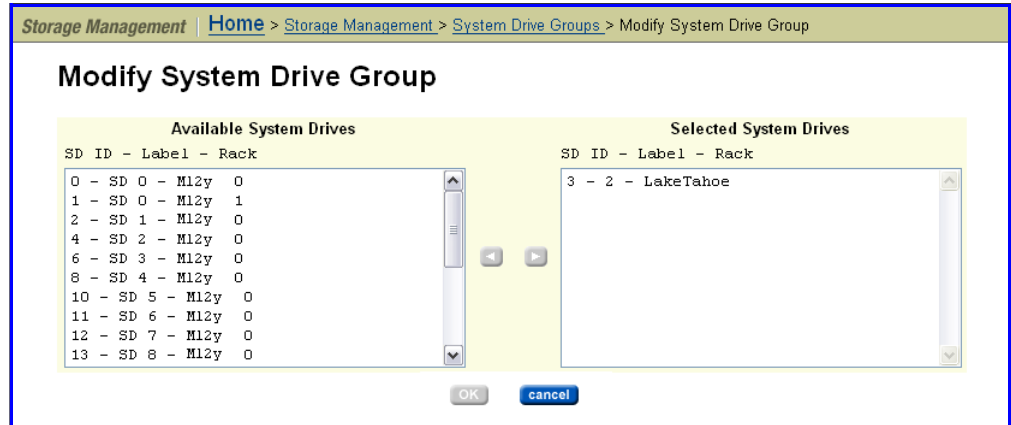 Storage Management | Home > Storage Management > System Drive Groups > Modify System Drive Group
Modify System Drive Group
Available System Drives
SD ID - Label - Rack
0 - SD 0 - M12y 0
1 - SD 0 - M12y 1
2 - SD 1 - M12y 0
4 - SD 2 - M12y 0
6 - SD 3 - M12y 0
8 - SD 4 - M12y 0
10 - SD 5 - M12y 0
11 - SD 6 - M12y 0
12 - SD 7 - M12y 0
13 - SD 8 - M12y 0
Selected System Drives
SD ID - Label - Rack
3 - 2 - LakeTahoe
OK cancel